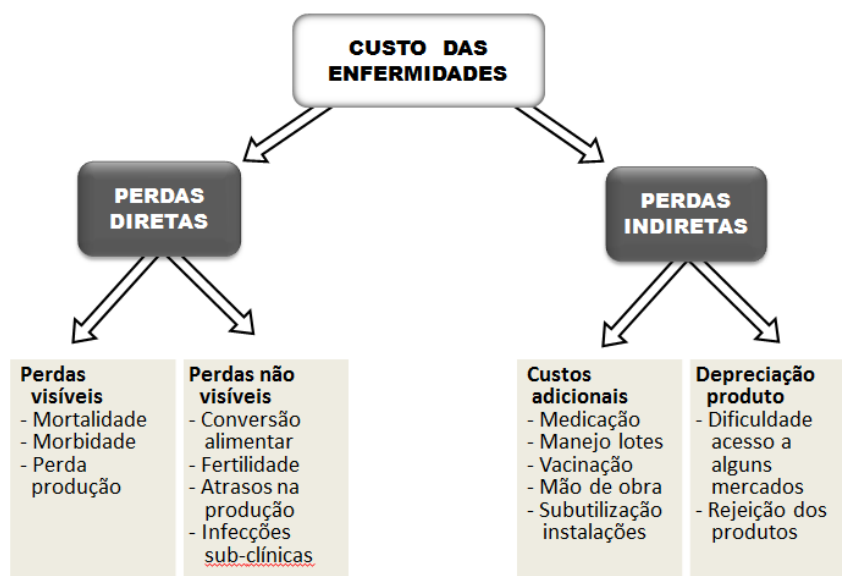 CUSTO DAS
ENFERMIDADES
PERDAS
DIRETAS
PERDAS
INDIRETAS
Perdas
visíveis
- Mortalidade
- Morbidade
- Perda
produção
Perdas não
visíveis
- Conversão
alimentar
- Fertilidade
- Atrasos na
produção
- Infecções
sub-clínicas
Custos
adicionais
- Medicação
- Manejo lotes
- Vacinação
- Mão de obra
- Subutilização
instalações
Depreciação
produto
- Dificuldade
acesso a
alguns
mercados
- Rejeição dos
produtos